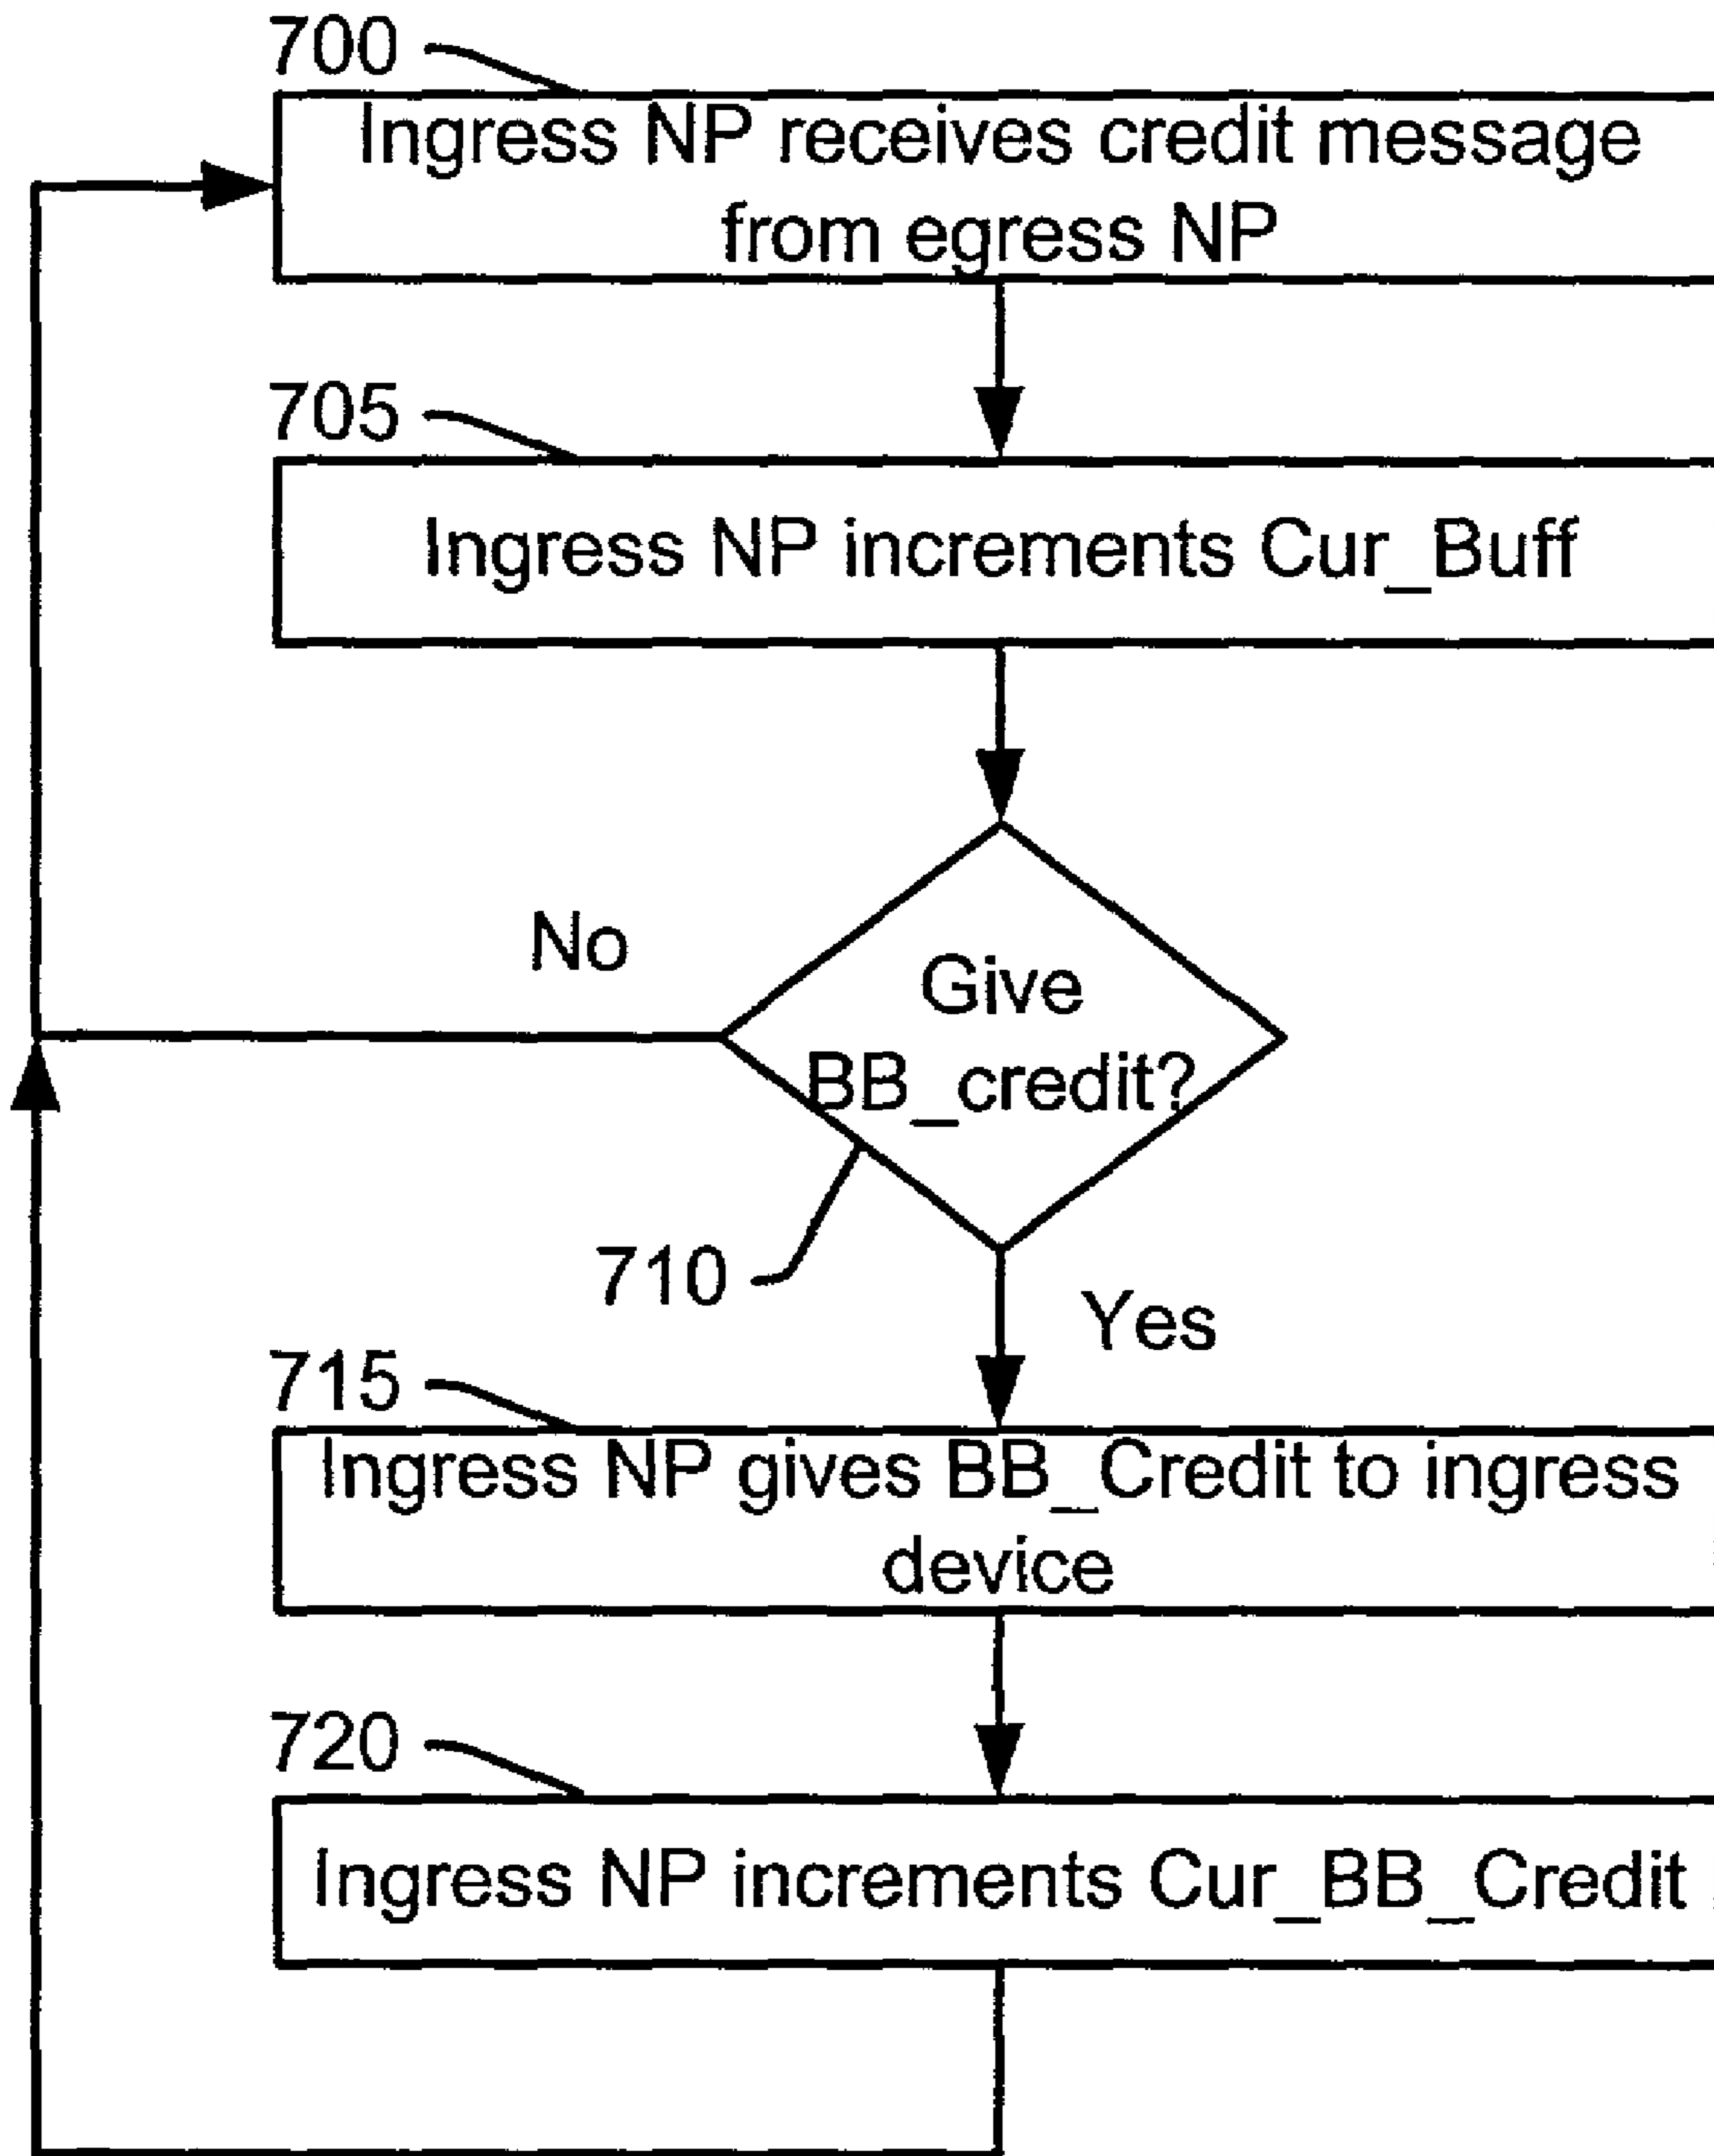 700
Ingress NP receives credit message
from egress NP
705
Ingress NP increments Cur_Buff
No
Give
BB_credit?
710
Yes
715
Ingress NP gives BB_Credit to ingress
device
720
Ingress NP increments Cur_BB_Credit